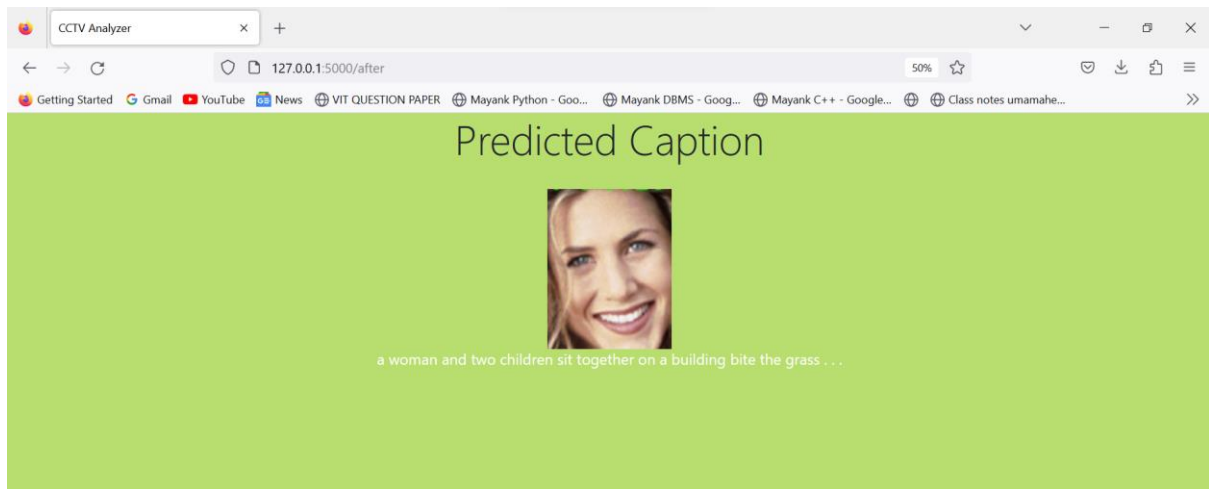 CCTV Analyzer
127.0.0.1:5000/after
50%
Getting Started Gmail YouTube GB News VIT QUESTION PAPER Mayank Python - Goo... Mayank DBMS - Goog... Mayank C++ - Google... Class notes umamahe...
Predicted Caption
a woman and two children sit together on a building bite the grass . . .